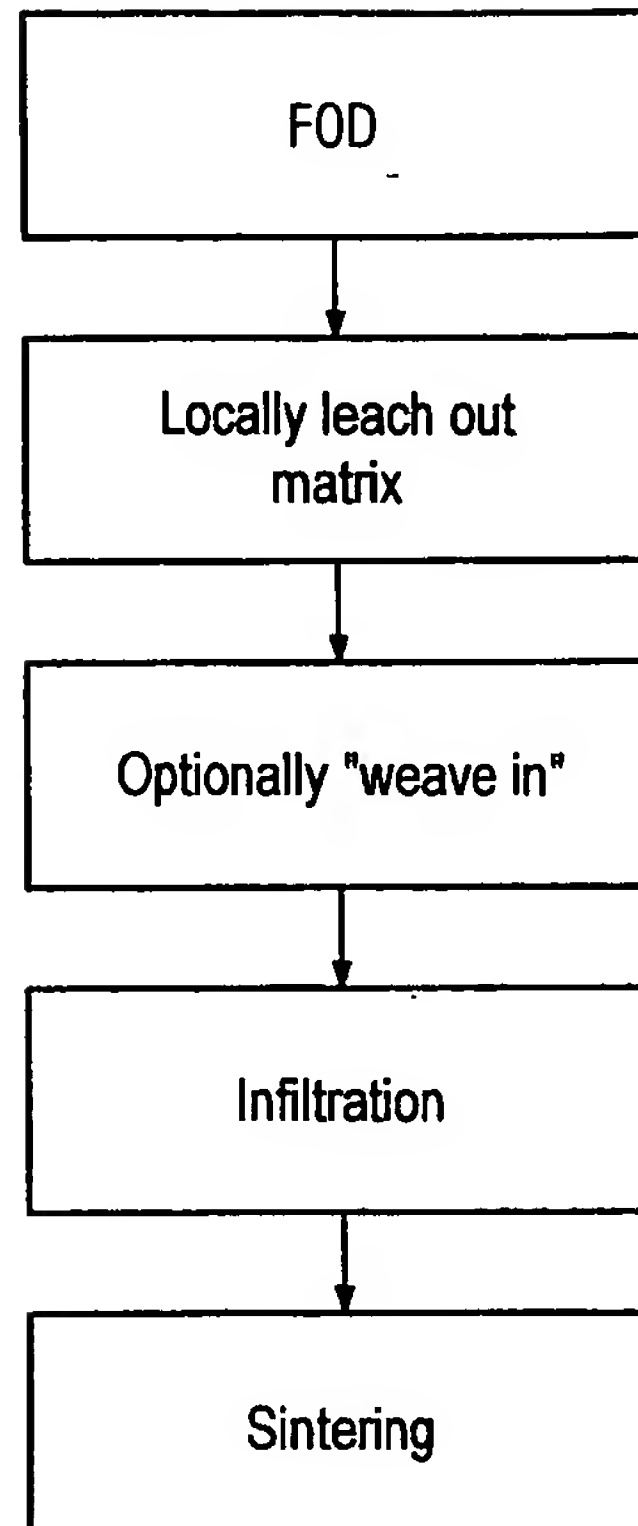 FOD
Locally leach out
matrix
Optionally "weave in"
Infiltration
Sintering